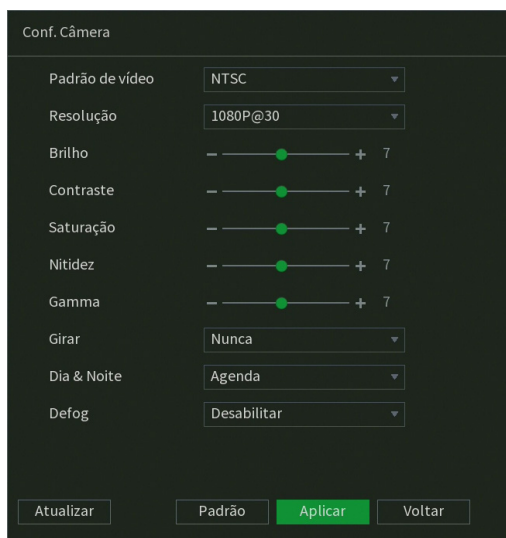 Conf. Câmera
Padrão de vídeo NTSC
Resolução 1080P@30
Brilho 7
Contraste 7
Saturação 7
Nitidez 7
Gamma 7
Girar Nunca
Dia & Noite Agenda
Defog Desabilitar
Atualizar Padrão Aplicar Voltar